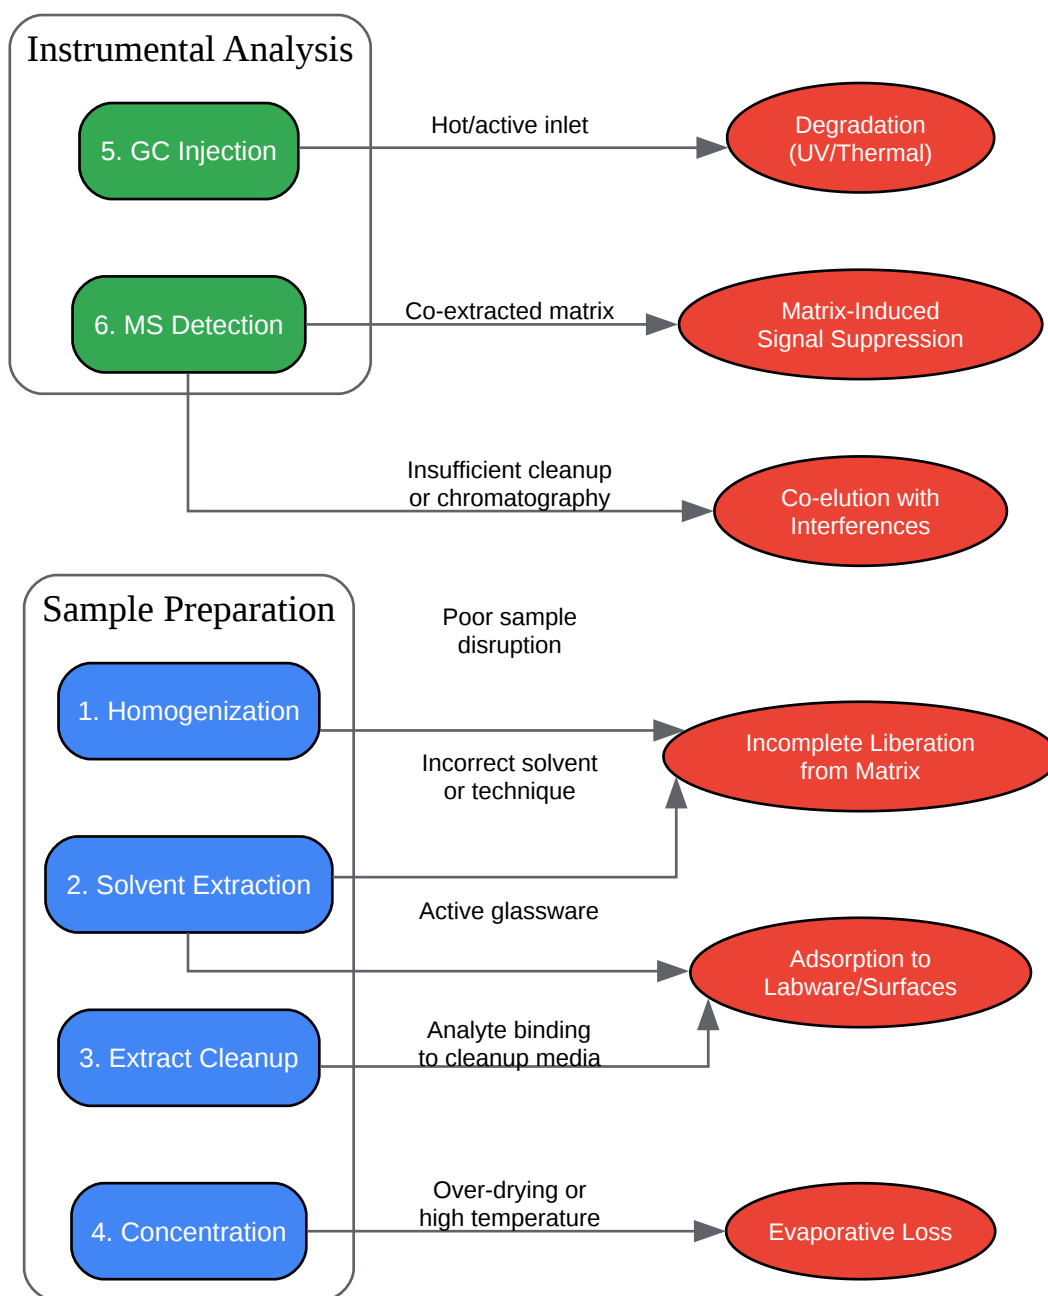 Instrumental Analysis
5. GC Injection
Hot/active inlet
Degradation
(UV/Thermal)
6. MS Detection
Co-extracted matrix
Matrix-Induced
Signal Suppression
Insufficient cleanup
or chromatography
Co-elution with
Interferences
Sample Preparation
Poor sample
disruption
1. Homogenization
Incorrect solvent
or technique
Incomplete Liberation
from Matrix
2. Solvent Extraction
Active glassware
Adsorption to
Labware/Surfaces
3. Extract Cleanup
Analyte binding
to cleanup media
4. Concentration
Over-drying or
high temperature
Evaporative Loss